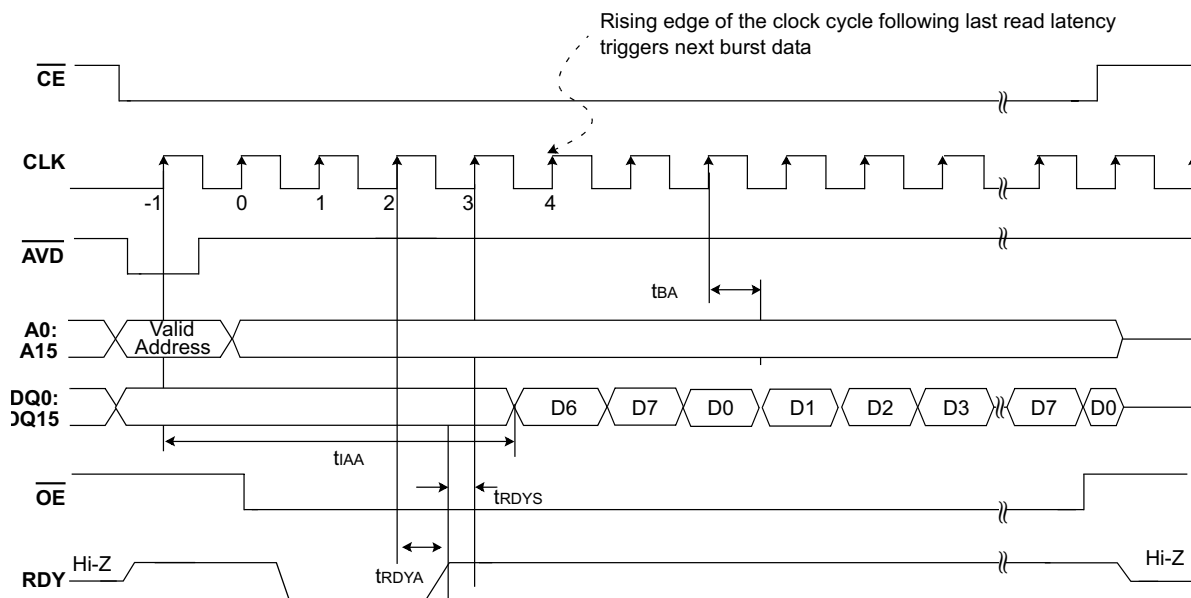 Rising edge of the clock cycle following last read latency
triggers next burst data
CE
CLK
-1 0 1 2 3 4
AVD
tBA
A0:
A15
Valid
Address
DQ0:
DQ15
D6 D7 D0 D1 D2 D3 D7 D0
tIAA
OE
tRDYS
Hi-Z
RDY
tRDYA
Hi-Z